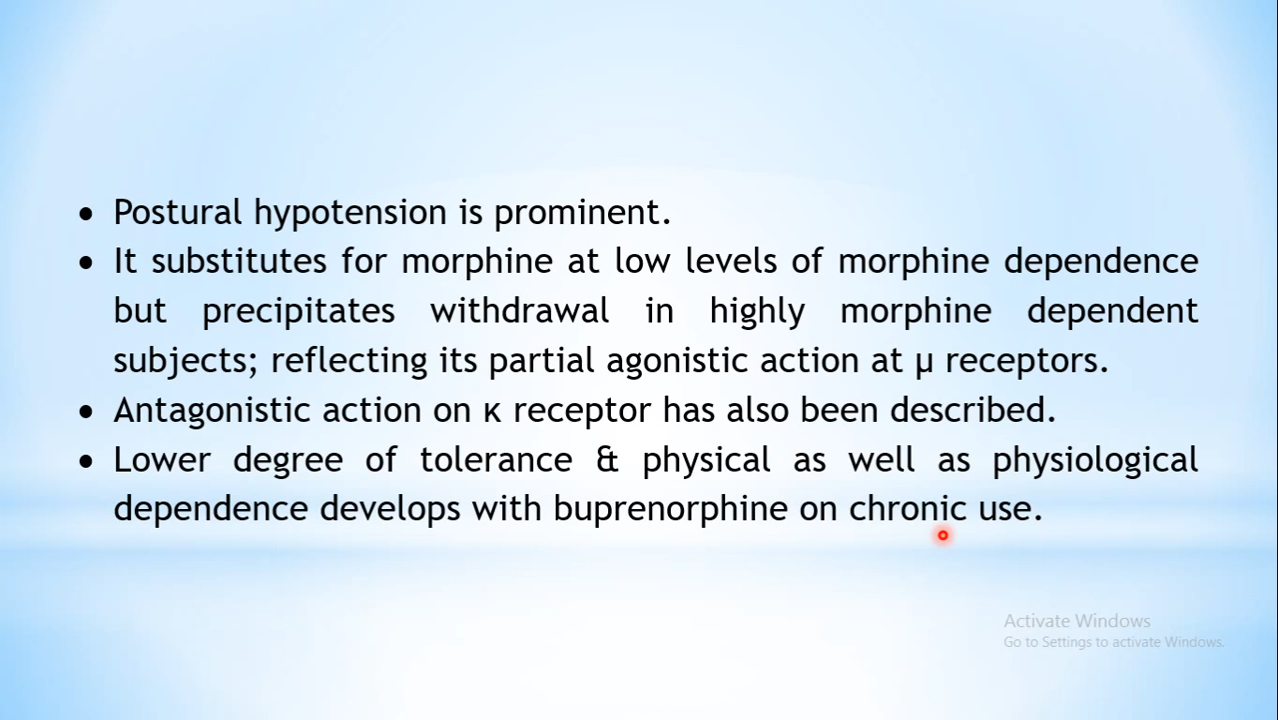 • Postural hypotension is prominent.
• It substitutes for morphine at low levels of morphine dependence
but precipitates withdrawal in highly morphine dependent
subjects; reflecting its partial agonistic action at μ receptors.
• Antagonistic action on κ receptor has also been described.
• Lower degree of tolerance & physical as well as physiological
dependence develops with buprenorphine on chronic use.
Activate Windows
Go to Settings to activate Windows.